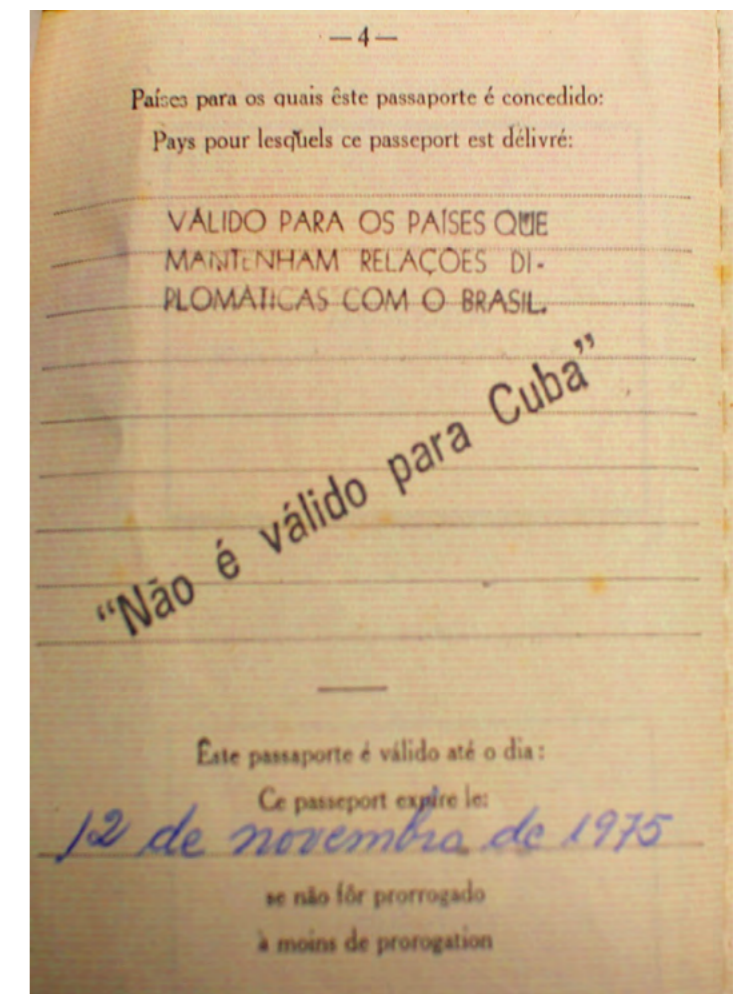 — 4 —
Países para os quais êste passaporte é concedido:
Pays pour lesquels ce passeport est délivré:
VÁLIDO PARA OS PAÍSES QUE
MANTENHAM RELAÇÕES DI-
PLOMÁTICAS COM O BRASIL.
“Não é válido para Cuba”
Êste passaporte é válido até o dia:
Ce passeport expire le:
12 de novembro de 1975
se não fôr prorrogado
à moins de prorogation